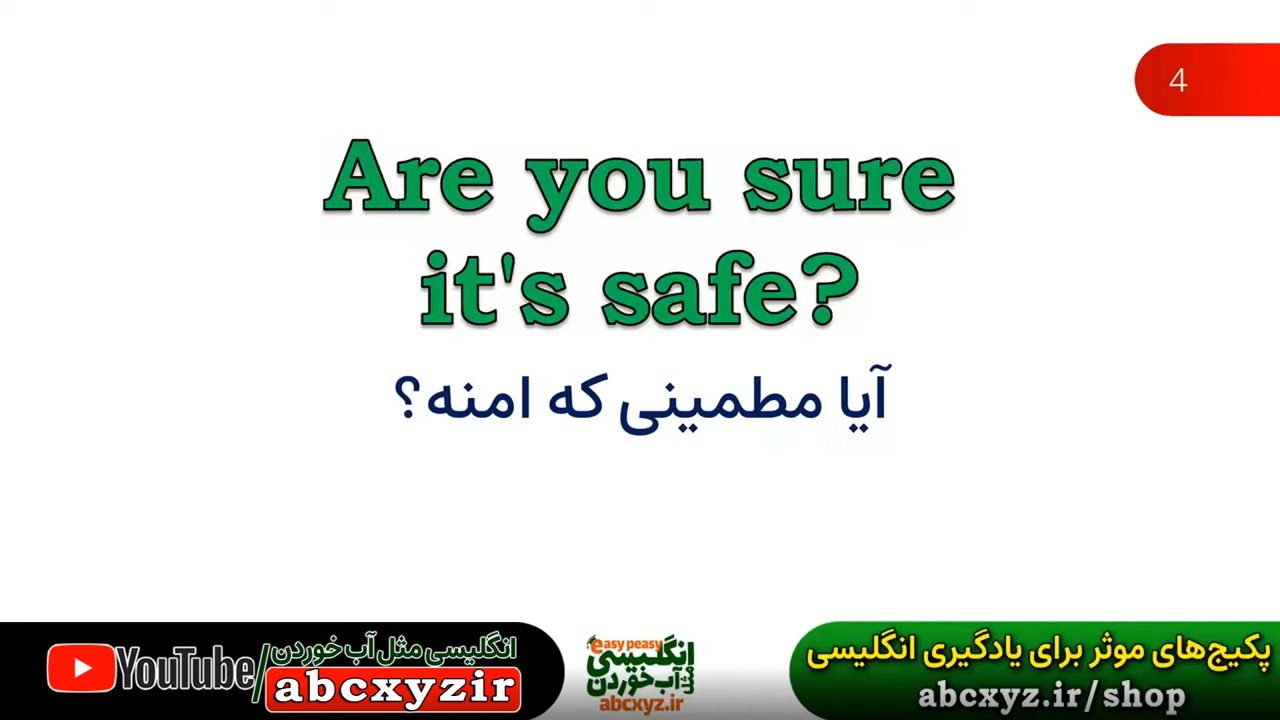 4
Are you sure
it's safe?
آیا مطمینی که امنه؟
YouTube/
انگلیسی مثل آب خوردن
abcxyzir
easy peasy
انگلیسی
مثل آب خوردن
abcxyz.ir
پکیج‌های موثر برای یادگیری انگلیسی
abcxyz.ir/shop